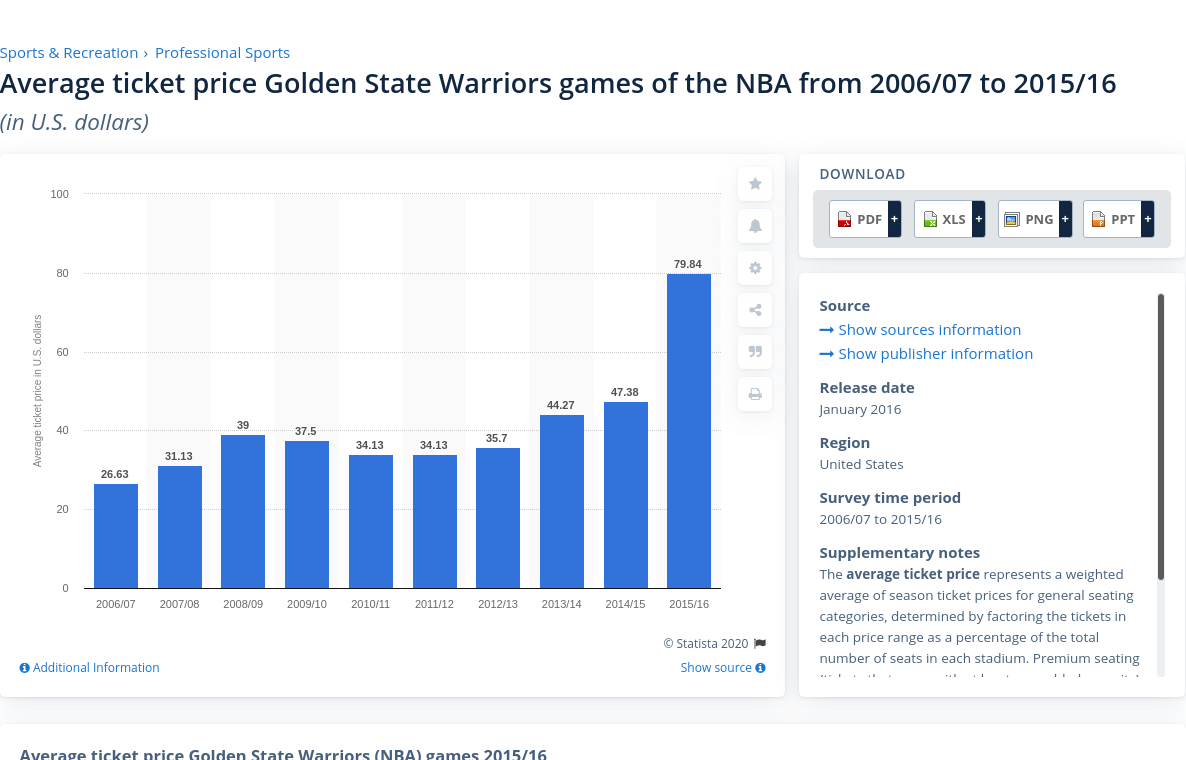 Sports & Recreation › Professional Sports
Average ticket price Golden State Warriors games of the NBA from 2006/07 to 2015/16
(in U.S. dollars)
Average ticket price in U.S. dollars
100
80
60
40
20
0
26.63
31.13
39
37.5
34.13
34.13
35.7
44.27
47.38
79.84
2006/07 2007/08 2008/09 2009/10 2010/11 2011/12 2012/13 2013/14 2014/15 2015/16
© Statista 2020
Additional Information
Show source
DOWNLOAD
PDF + XLS + PNG + PPT +
Source
Show sources information
Show publisher information
Release date
January 2016
Region
United States
Survey time period
2006/07 to 2015/16
Supplementary notes
The average ticket price represents a weighted
average of season ticket prices for general seating
categories, determined by factoring the tickets in
each price range as a percentage of the total
number of seats in each stadium. Premium seating
Average ticket price Golden State Warriors (NBA) games 2015/16